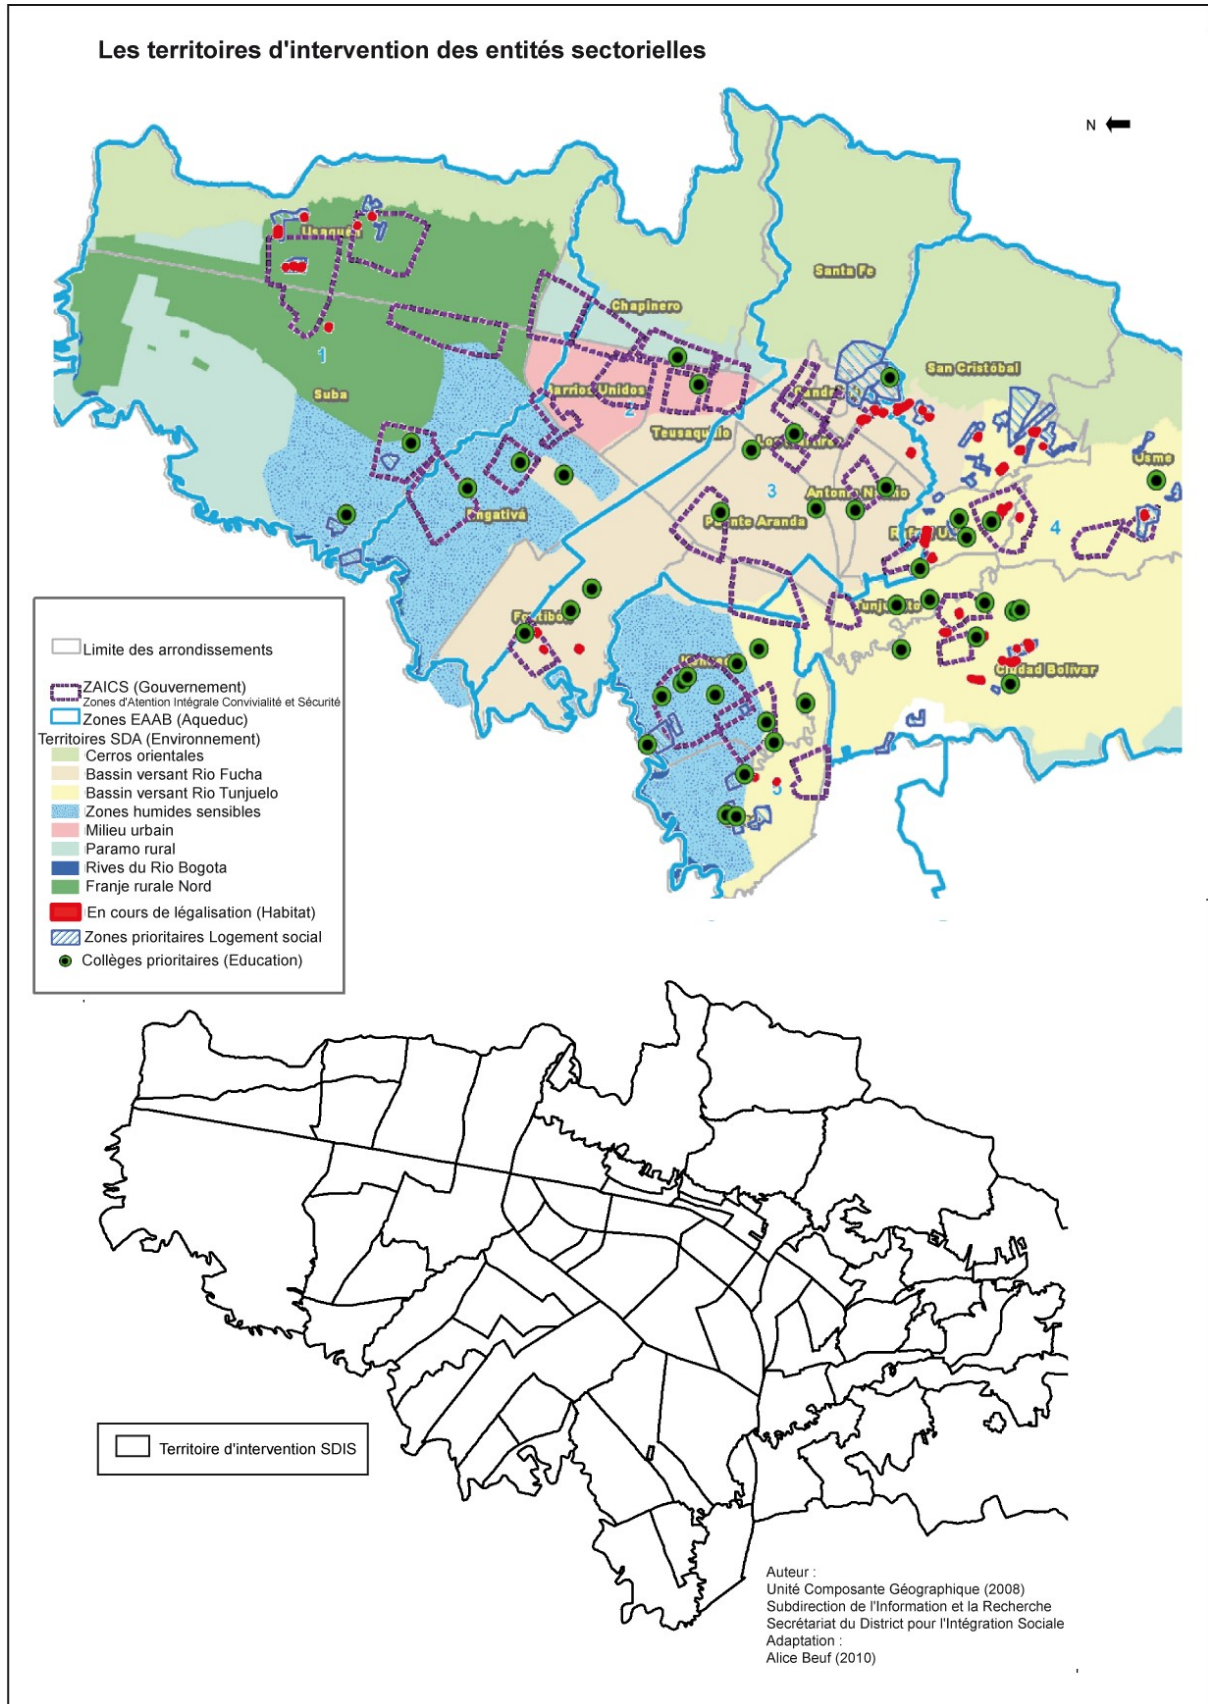 Les territoires d'intervention des entités sectorielles
N
Santa Fe
Chapinero
San Cristóbal
Usaquén
1
Suba
Barrios Unidos
2
Teusaquillo
3
Antonio Nariño
Puente Aranda
Engativá
Usme
4
Ciudad Bolívar
5
Limite des arrondissements
ZAICS (Gouvernement)
Zones d'Atention Intégrale Convivialité et Sécurité
Zones EAAB (Aqueduc)
Territoires SDA (Environnement)
Cerros orientales
Bassin versant Rio Fucha
Bassin versant Rio Tunjuelo
Zones humides sensibles
Milieu urbain
Paramo rural
Rives du Rio Bogota
Franje rurale Nord
En cours de légalisation (Habitat)
Zones prioritaires Logement social
Collèges prioritaires (Education)
Territoire d'intervention SDIS
Auteur :
Unité Composante Géographique (2008)
Subdirection de l'Information et la Recherche
Secrétariat du District pour l'Intégration Sociale
Adaptation :
Alice Beuf (2010)